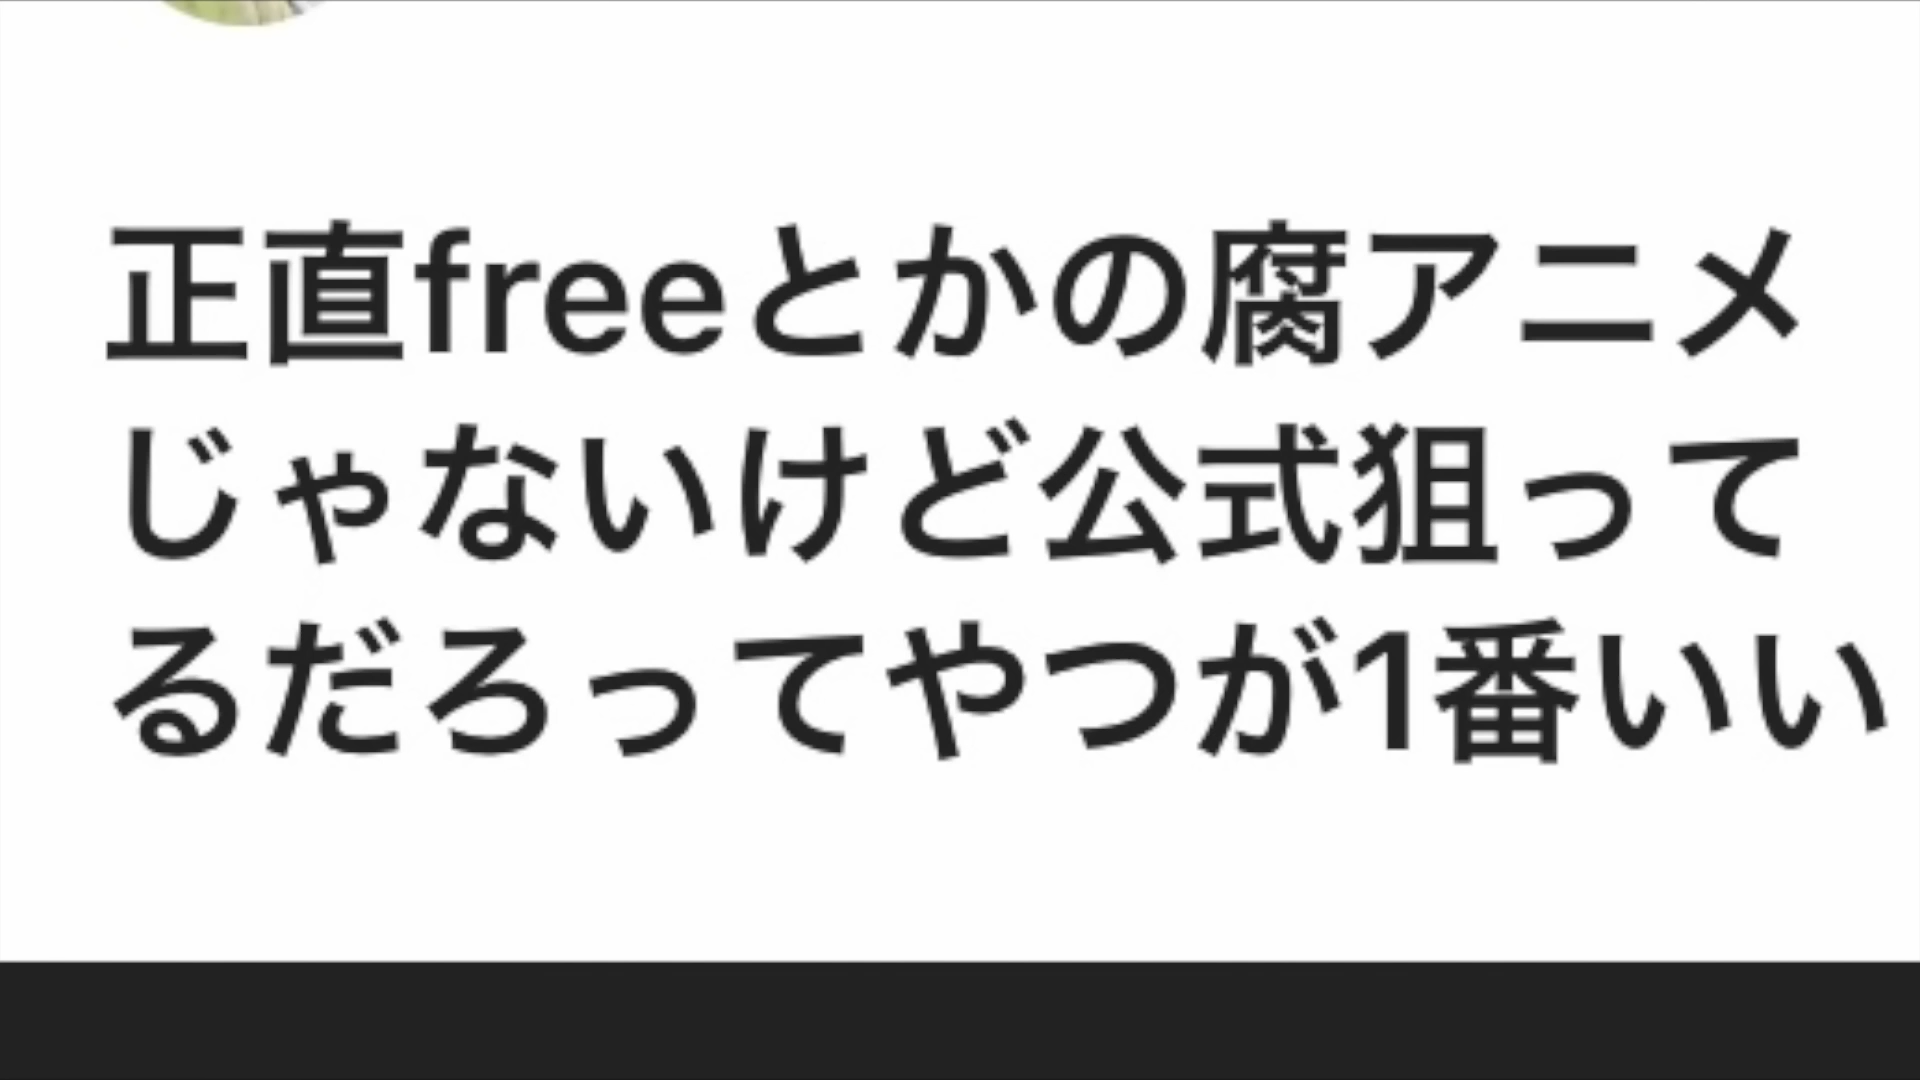 正直freeとかの腐アニメ
じゃないけど公式狙って
るだろってやつが1番いい